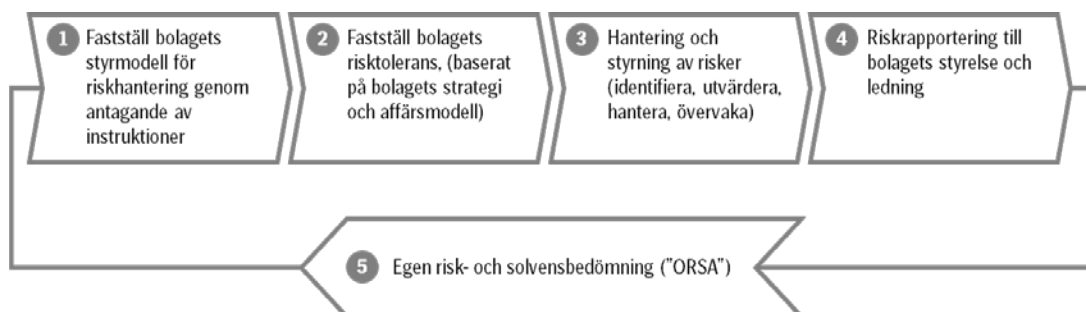 1 Fastställ bolagets
styrmodell för
riskhantering genom
antagande av
instruktioner
2 Fastställ bolagets
risktolerans, (baserat
på bolagets strategi
och affärsmodell)
3 Hantering och
styrning av risker
(identifiera, utvärdera,
hantera, övervaka)
4 Riskrapportering till
bolagets styrelse och
ledning
5 Egen risk- och solvensbedömning (”ORSA”)